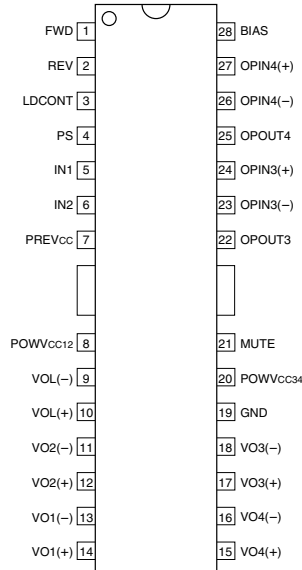 FWD 1 28 BIAS
REV 2 27 OPIN4(+)
LDCONT 3 26 OPIN4(−)
PS 4 25 OPOUT4
IN1 5 24 OPIN3(+)
IN2 6 23 OPIN3(−)
PREVCC 7 22 OPOUT3
POWVCC12 8 21 MUTE
VOL(−) 9 20 POWVCC34
VOL(+) 10 19 GND
VO2(−) 11 18 VO3(−)
VO2(+) 12 17 VO3(+)
VO1(−) 13 16 VO4(−)
VO1(+) 14 15 VO4(+)